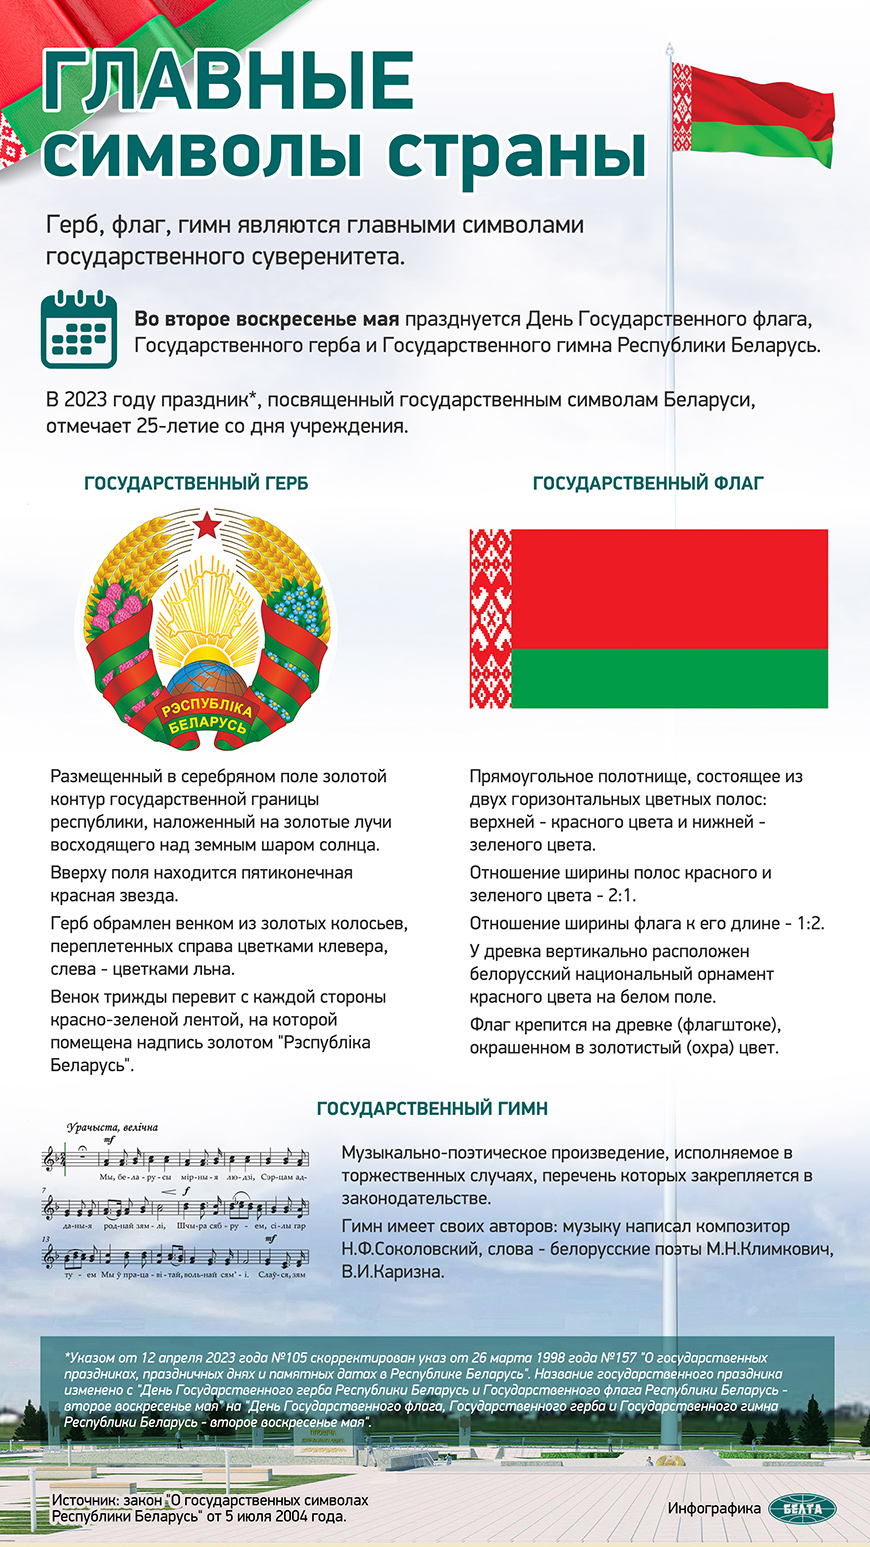 ГЛАВНЫЕ
символы страны
Герб, флаг, гимн являются главными символами
государственного суверенитета.
Во второе воскресенье мая празднуется День Государственного флага,
Государственного герба и Государственного гимна Республики Беларусь.
В 2023 году праздник*, посвященный государственным символам Беларуси,
отмечает 25-летие со дня учреждения.
ГОСУДАРСТВЕННЫЙ ГЕРБ
РЭСПУБЛІКА
БЕЛАРУСЬ
Размещенный в серебряном поле золотой
контур государственной границы
республики, наложенный на золотые лучи
восходящего над земным шаром солнца.
Вверху поля находится пятиконечная
красная звезда.
Герб обрамлен венком из золотых колосьев,
переплетенных справа цветками клевера,
слева - цветками льна.
Венок трижды перевит с каждой стороны
красно-зеленой лентой, на которой
помещена надпись золотом "Рэспубліка
Беларусь".
ГОСУДАРСТВЕННЫЙ ФЛАГ
Прямоугольное полотнище, состоящее из
двух горизонтальных цветных полос:
верхней - красного цвета и нижней -
зеленого цвета.
Отношение ширины полос красного и
зеленого цвета - 2:1.
Отношение ширины флага к его длине - 1:2.
У древка вертикально расположен
белорусский национальный орнамент
красного цвета на белом поле.
Флаг крепится на древке (флагштоке),
окрашенном в золотистый (охра) цвет.
ГОСУДАРСТВЕННЫЙ ГИМН
Урачыста, велічна
mf
Мы, бе-ла-ру-сы мір-ны-я лю-дзі, Сэр-цам ад-
7
f
да-ны-я род-най зям-лі, Шчы-ра сяб-ру-ем, сі-лы гар
13
mf
ту-ем Мы ў пра-ца-ві-тай, воль-най сям'-і. Слаў-ся, зям
Музыкально-поэтическое произведение, исполняемое в
торжественных случаях, перечень которых закрепляется в
законодательстве.
Гимн имеет своих авторов: музыку написал композитор
Н.Ф.Соколовский, слова - белорусские поэты М.Н.Климкович,
В.И.Каризна.
*Указом от 12 апреля 2023 года №105 скорректирован указ от 26 марта 1998 года №157 "О государственных
праздниках, праздничных днях и памятных датах в Республике Беларусь". Название государственного праздника
изменено с "День Государственного герба Республики Беларусь и Государственного флага Республики Беларусь -
второе воскресенье мая" на "День Государственного флага, Государственного герба и Государственного гимна
Республики Беларусь - второе воскресенье мая".
Источник: закон "О государственных символах
Республики Беларусь" от 5 июля 2004 года.
Инфографика
БЕЛТА